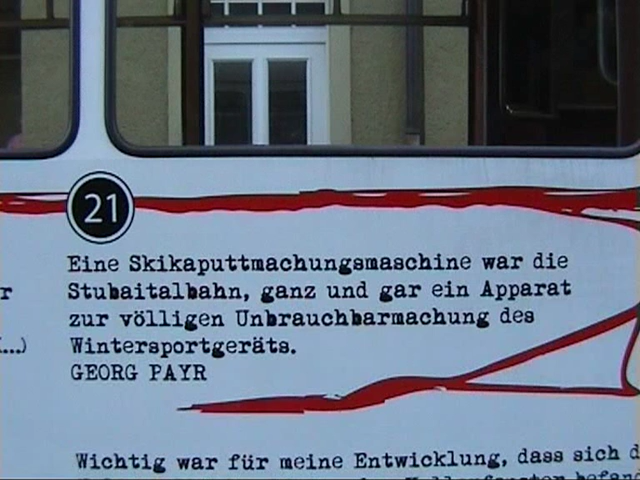 21
Eine Skikaputtmachungsmaschine war die
Stubaitalbahn, ganz und gar ein Apparat
zur völligen Unbrauchbarmachung des
Wintersportgeräts.
GEORG PAYR
r
(...)
Wichtig war für meine Entwicklung, dass sich d